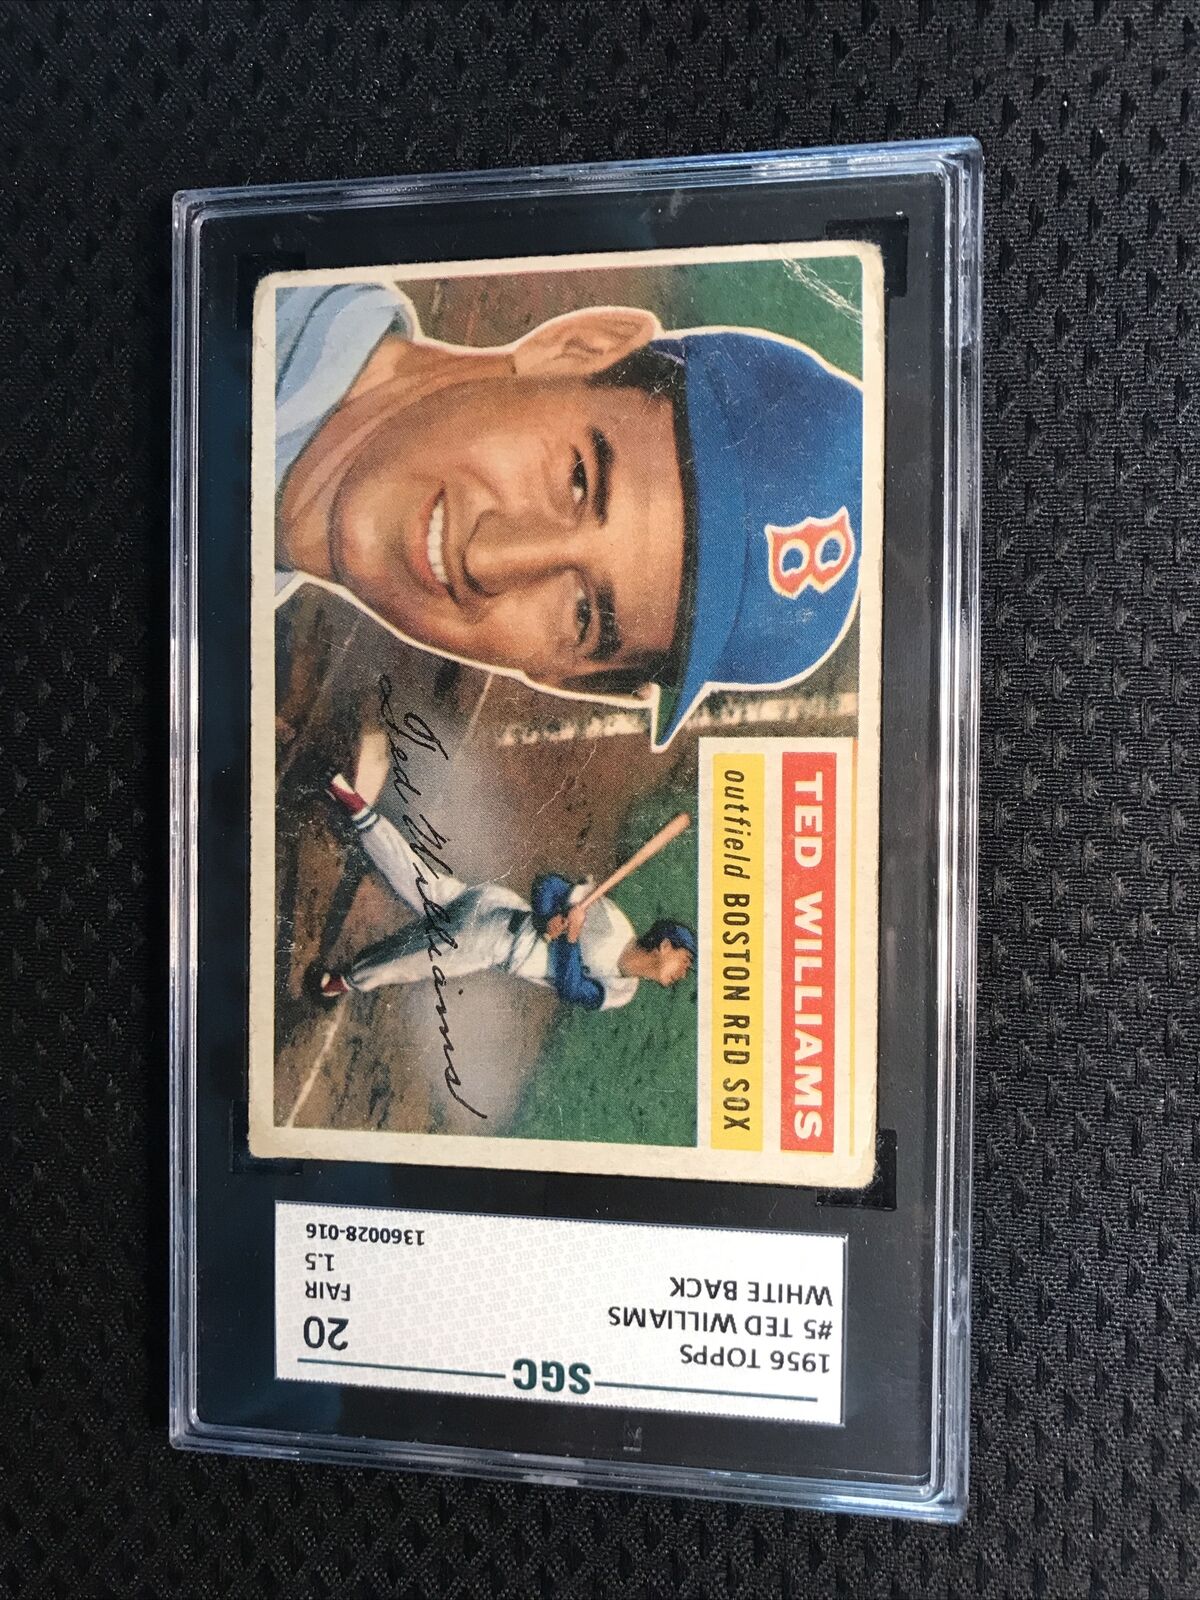 SGC
1956 TOPPS
#5 TED WILLIAMS
WHITE BACK
20
FAIR
1.5
1360028-016
TED WILLIAMS
outfield BOSTON RED SOX
B
Ted Williams